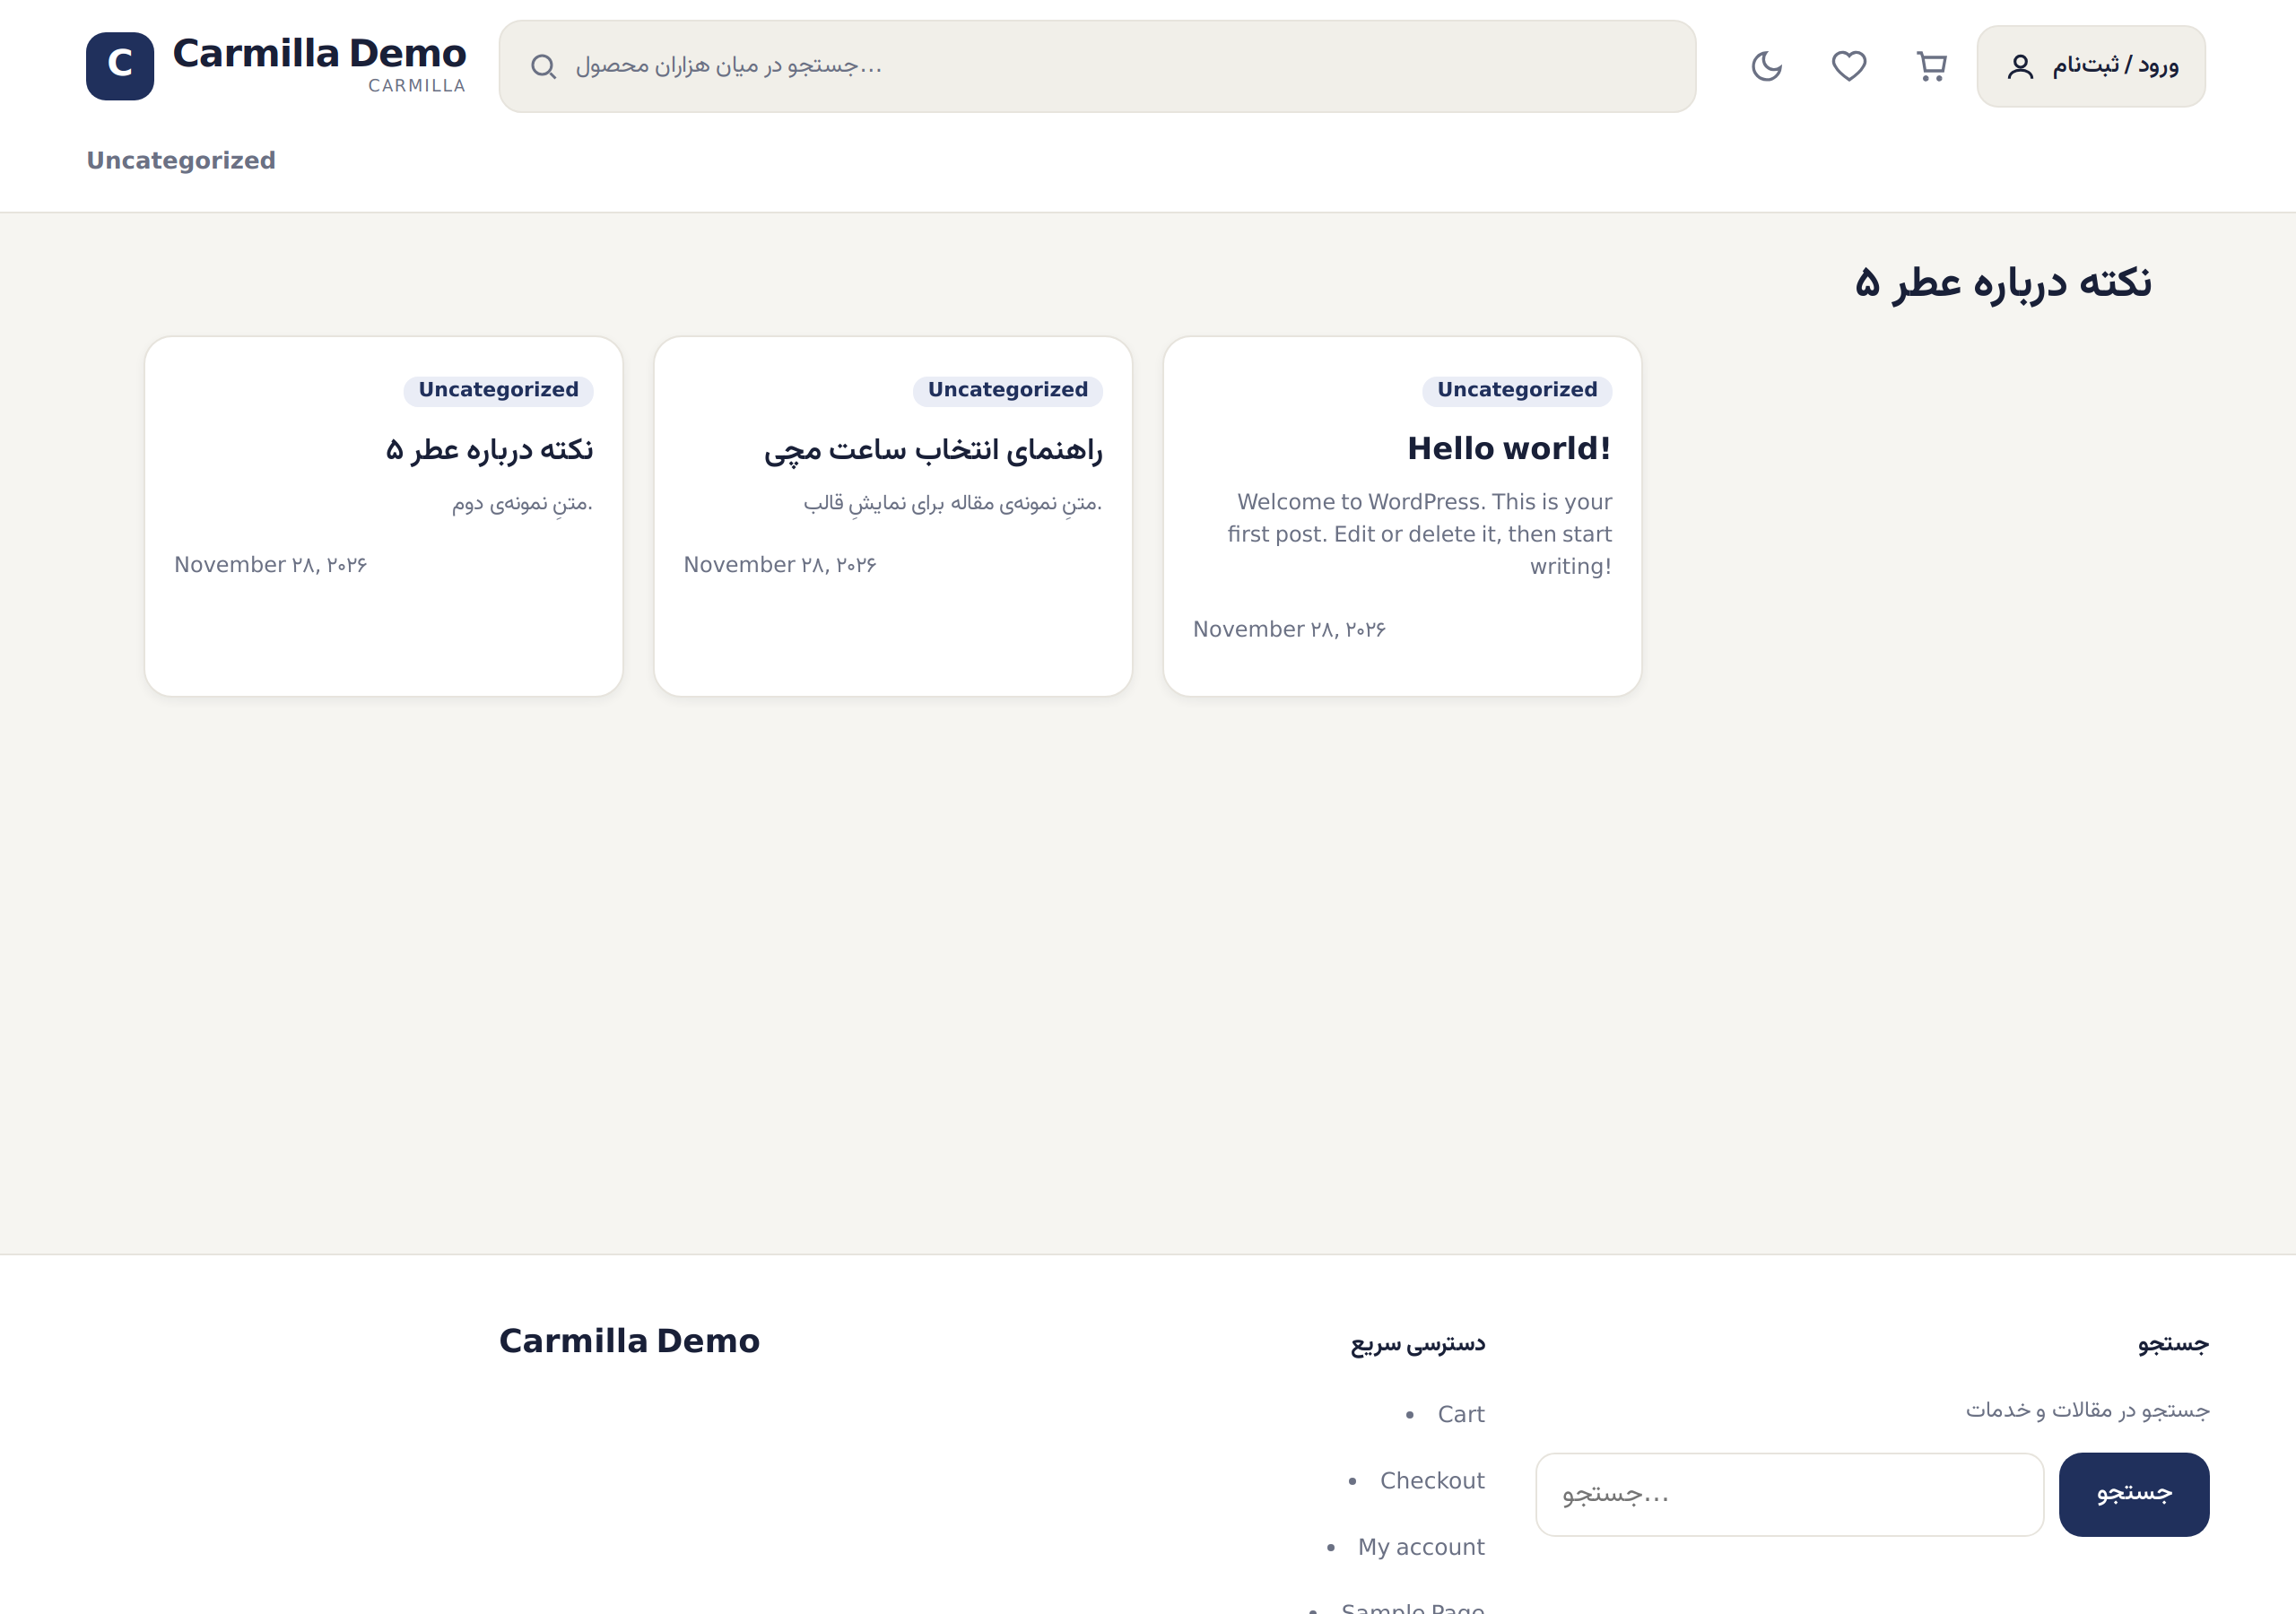 C
Carmilla Demo
CARMILLA
جستجو در میان هزاران محصول...
ورود / ثبت‌نام
Uncategorized
نکته درباره عطر ۵
Uncategorized
نکته درباره عطر ۵
متنِ نمونه‌ی دوم.
November ۲۸, ۲۰۲۶
Uncategorized
راهنمای انتخاب ساعت مچی
متنِ نمونه‌ی مقاله برای نمایشِ قالب.
November ۲۸, ۲۰۲۶
Uncategorized
Hello world!
Welcome to WordPress. This is your
first post. Edit or delete it, then start
writing!
November ۲۸, ۲۰۲۶
Carmilla Demo
دسترسی سریع
Cart
Checkout
My account
Sample Page
جستجو
جستجو در مقالات و خدمات
جستجو...
جستجو